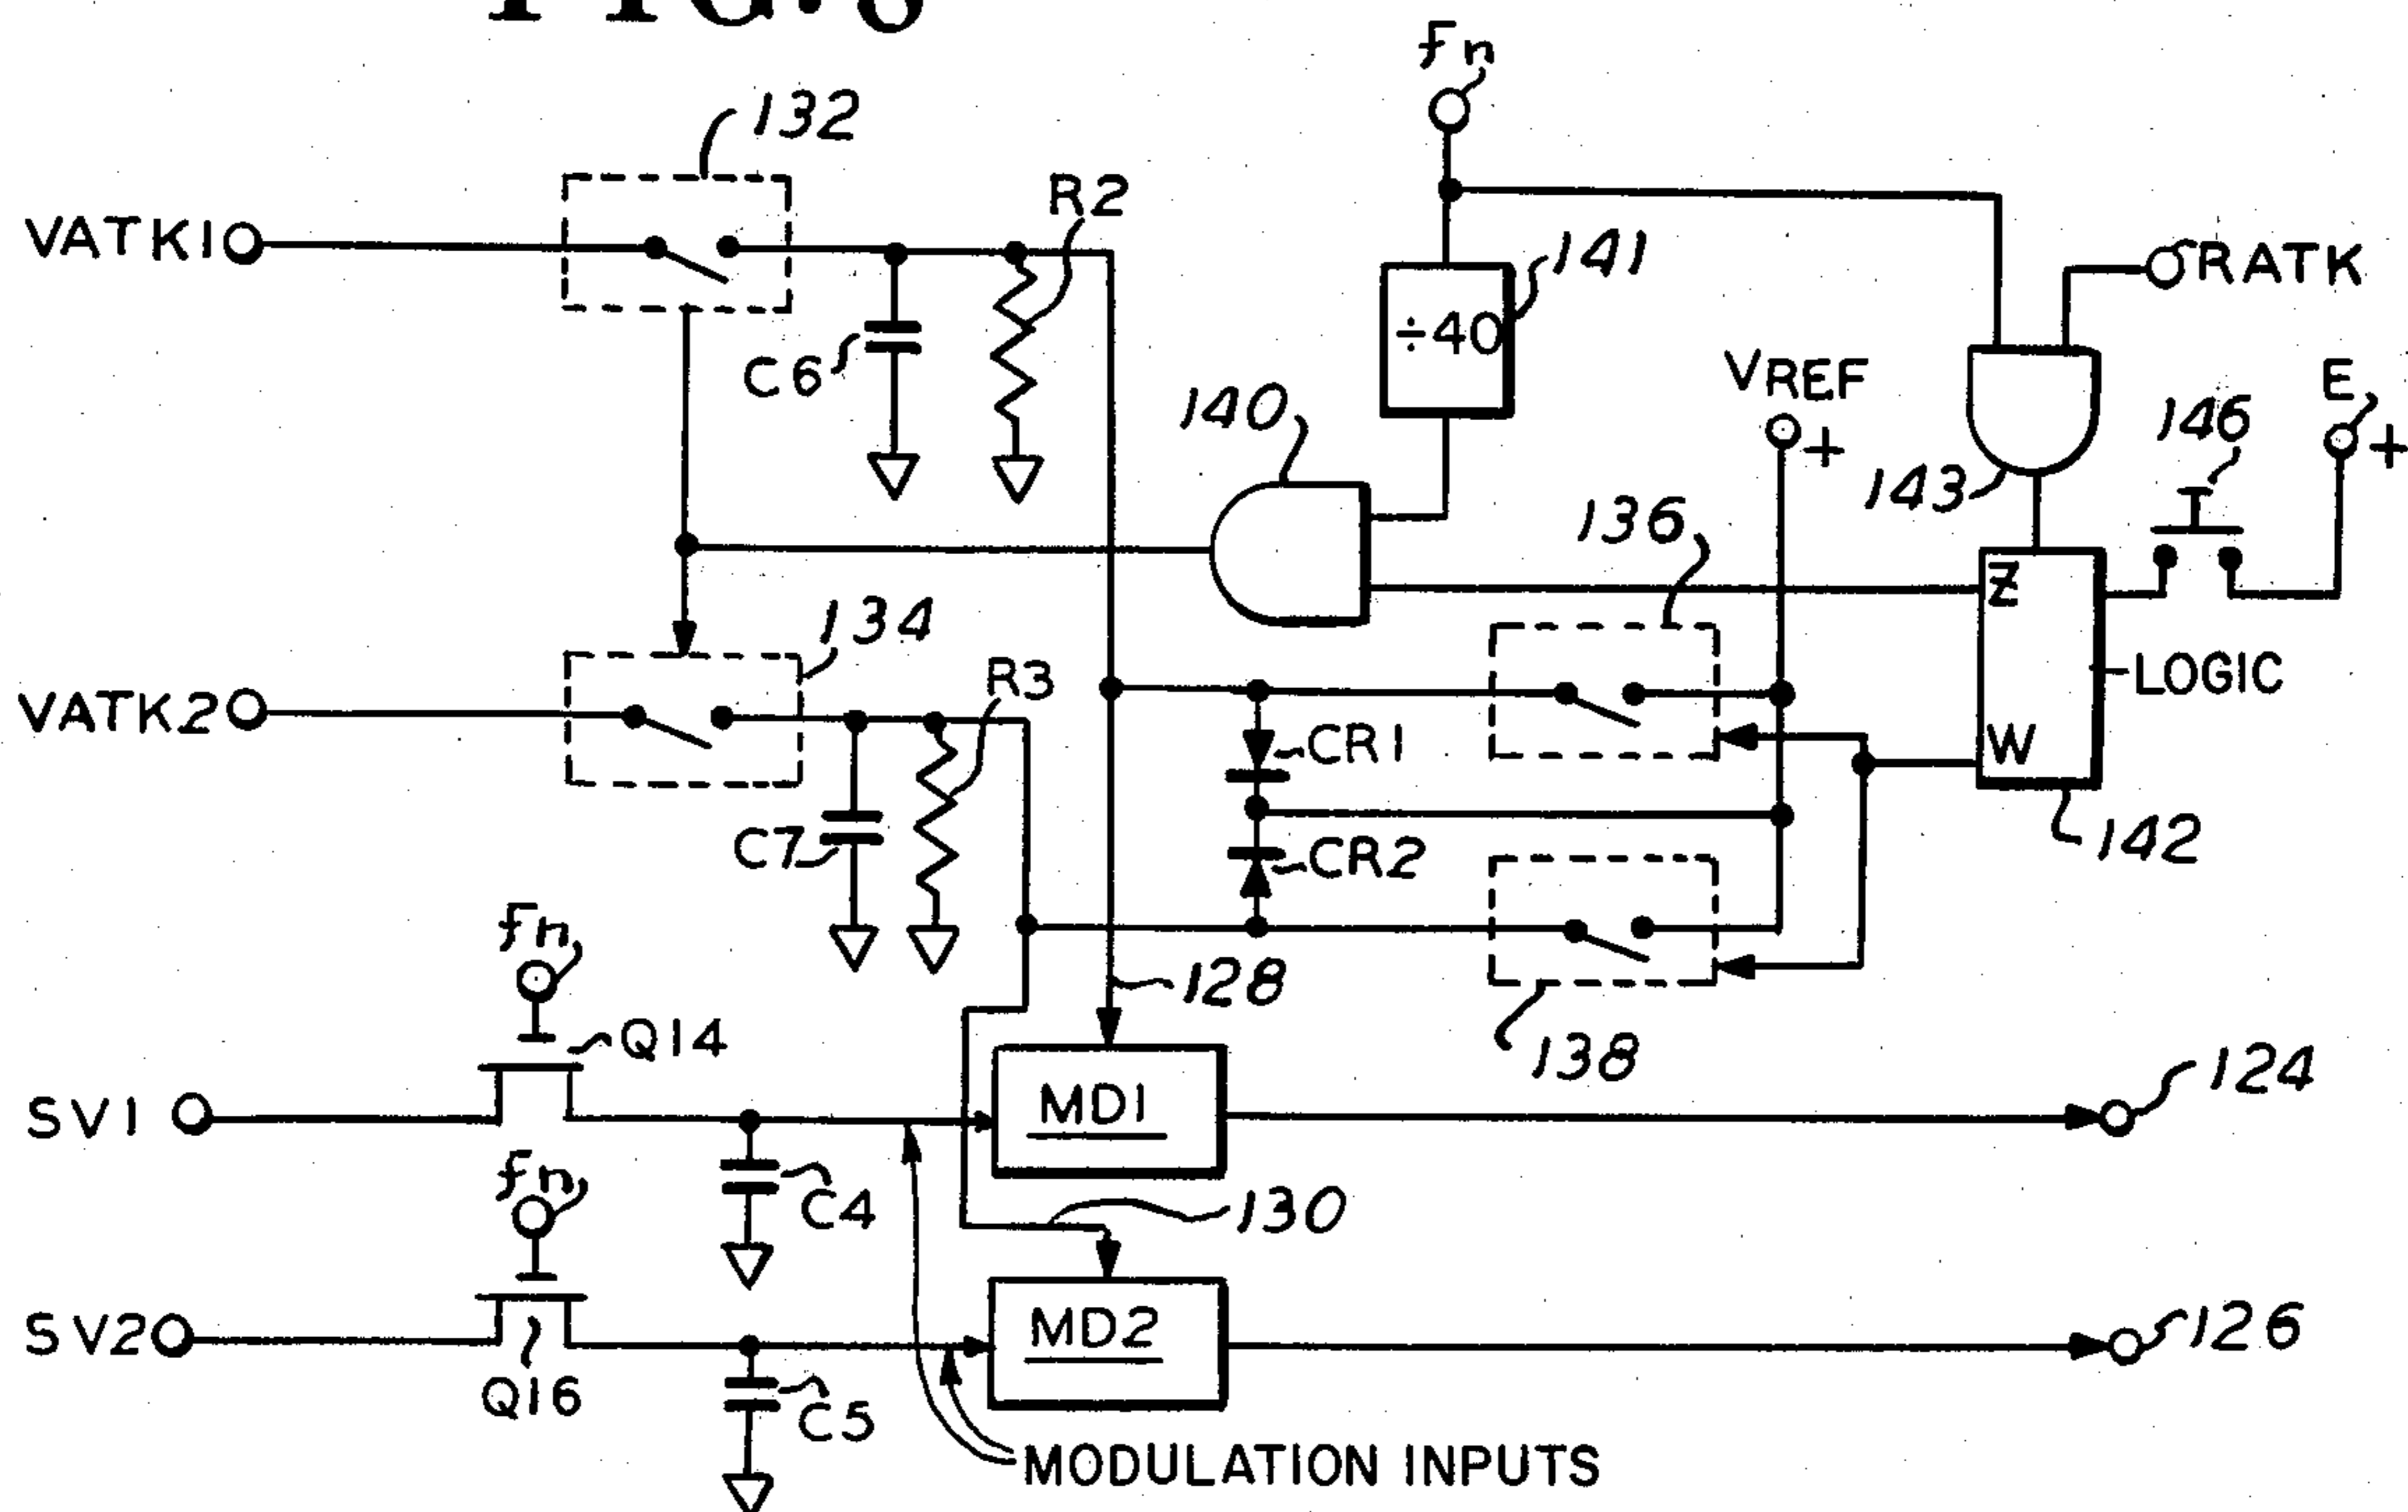 FIG. 8
fn
132
R2
VATK1
141
RATK
÷40
C6
VREF
E
+
+
140
146
143
136
Z
134
R3
LOGIC
VATK2
CR1
W
C7
CR2
142
fn
128
Q14
138
124
SV1
MD1
fn
C4
130
SV2
MD2
126
Q16
C5
MODULATION INPUTS